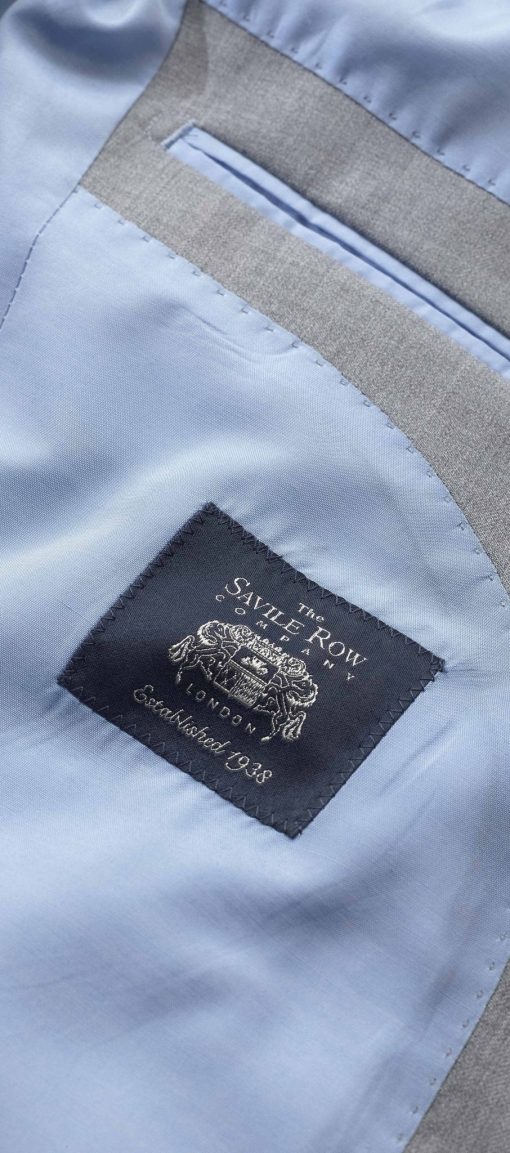 The
SAVILE ROW
COMPANY
LONDON
Established 1938